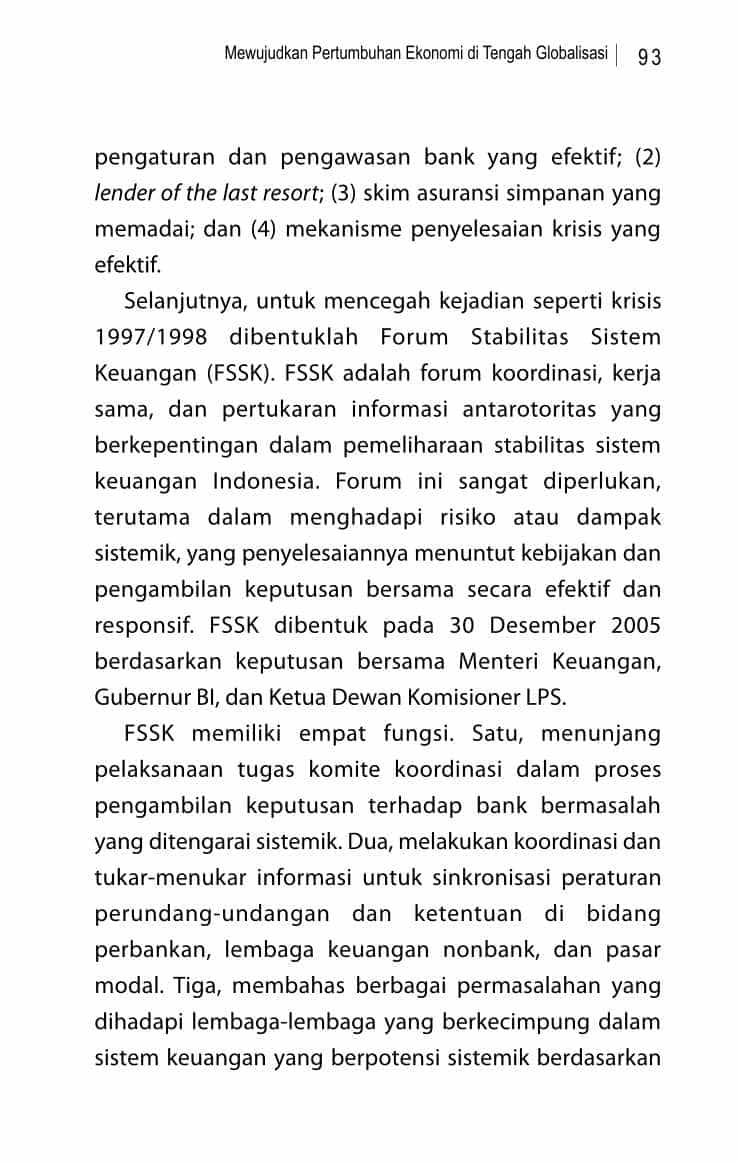 Mewujudkan Pertumbuhan Ekonomi di Tengah Globalisasi | 93
pengaturan dan pengawasan bank yang efektif; (2)
lender of the last resort; (3) skim asuransi simpanan yang
memadai; dan (4) mekanisme penyelesaian krisis yang
efektif.
Selanjutnya, untuk mencegah kejadian seperti krisis
1997/1998 dibentuklah Forum Stabilitas Sistem
Keuangan (FSSK). FSSK adalah forum koordinasi, kerja
sama, dan pertukaran informasi antarotoritas yang
berkepentingan dalam pemeliharaan stabilitas sistem
keuangan Indonesia. Forum ini sangat diperlukan,
terutama dalam menghadapi risiko atau dampak
sistemik, yang penyelesaiannya menuntut kebijakan dan
pengambilan keputusan bersama secara efektif dan
responsif. FSSK dibentuk pada 30 Desember 2005
berdasarkan keputusan bersama Menteri Keuangan,
Gubernur BI, dan Ketua Dewan Komisioner LPS.
FSSK memiliki empat fungsi. Satu, menunjang
pelaksanaan tugas komite koordinasi dalam proses
pengambilan keputusan terhadap bank bermasalah
yang ditengarai sistemik. Dua, melakukan koordinasi dan
tukar-menukar informasi untuk sinkronisasi peraturan
perundang-undangan dan ketentuan di bidang
perbankan, lembaga keuangan nonbank, dan pasar
modal. Tiga, membahas berbagai permasalahan yang
dihadapi lembaga-lembaga yang berkecimpung dalam
sistem keuangan yang berpotensi sistemik berdasarkan